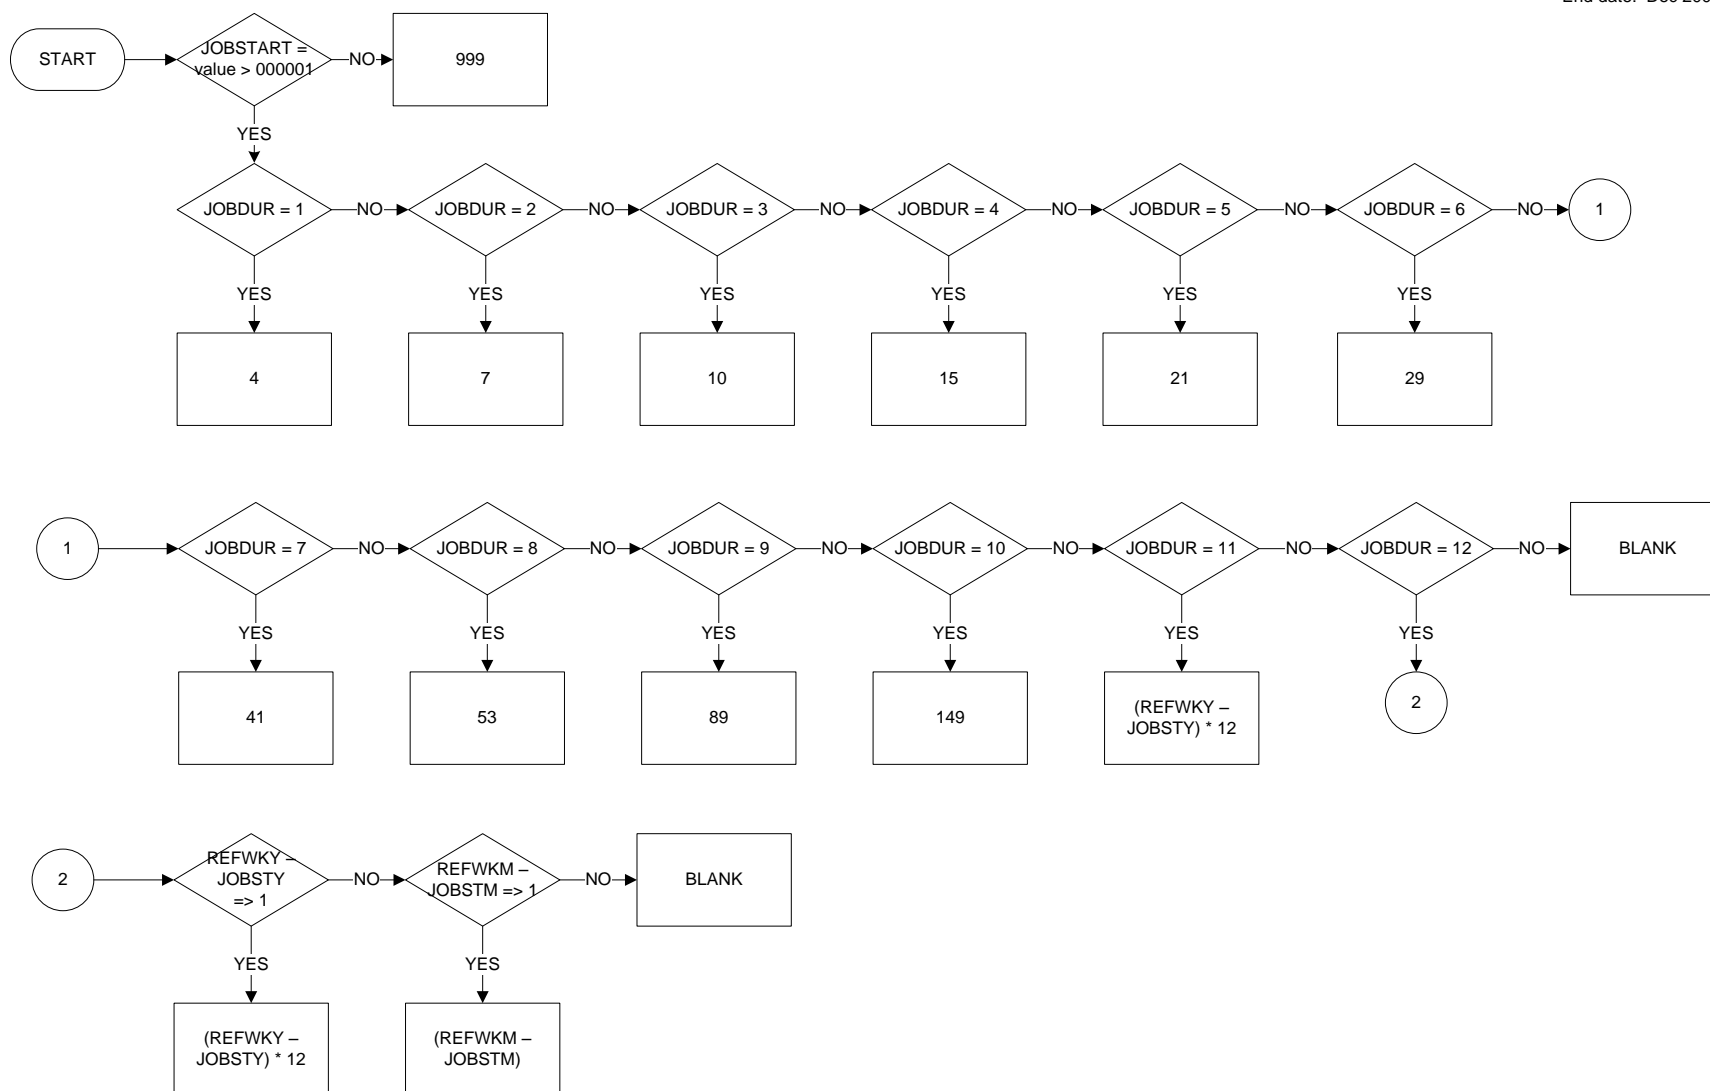 START
JOBSTART =
value > 000001
NO
999
YES
JOBDUR = 1
NO
JOBDUR = 2
NO
JOBDUR = 3
NO
JOBDUR = 4
NO
JOBDUR = 5
NO
JOBDUR = 6
NO
1
YES
YES
YES
YES
YES
YES
4
7
10
15
21
29
1
JOBDUR = 7
NO
JOBDUR = 8
NO
JOBDUR = 9
NO
JOBDUR = 10
NO
JOBDUR = 11
NO
JOBDUR = 12
NO
BLANK
YES
YES
YES
YES
YES
YES
41
53
89
149
(REFWKY –
JOBSTY) * 12
2
2
REFWKY –
JOBSTY
=> 1
NO
REFWKM –
JOBSTM => 1
NO
BLANK
YES
YES
(REFWKY –
JOBSTY) * 12
(REFWKM –
JOBSTM)